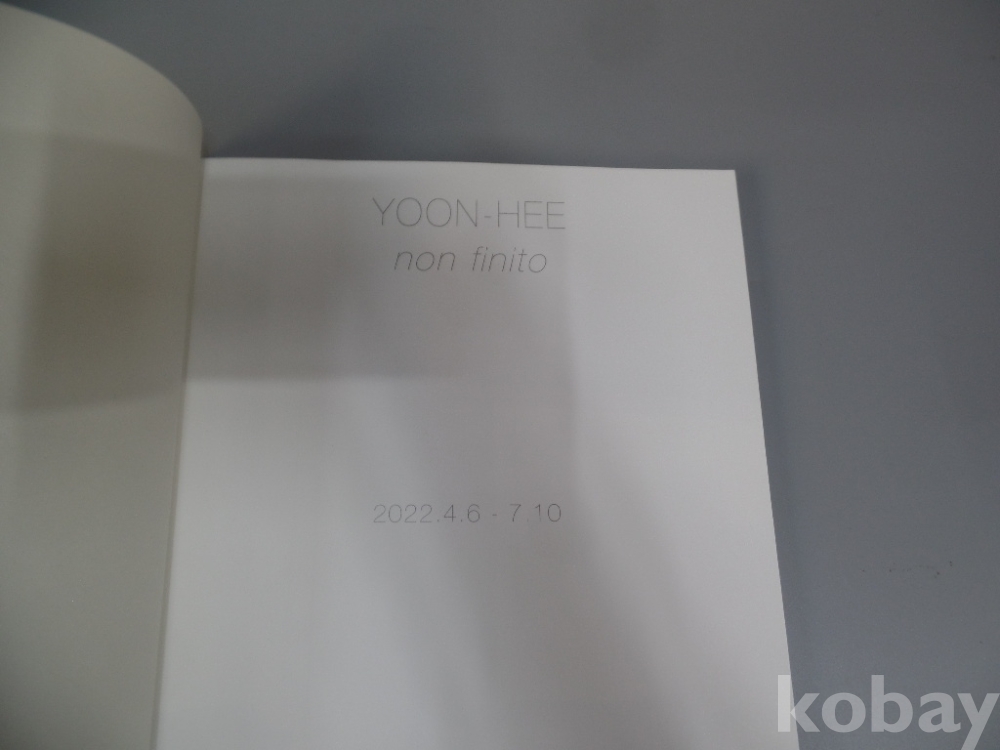 YOON-HEE
non finito
2022.4.6 - 7.10
kobay